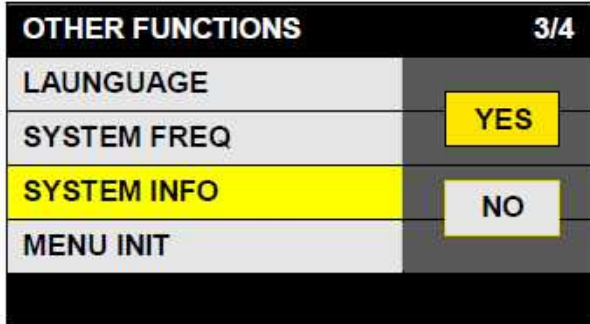 OTHER FUNCTIONS 3/4
LAUNGUAGE
YES
SYSTEM FREQ
SYSTEM INFO
NO
MENU INIT